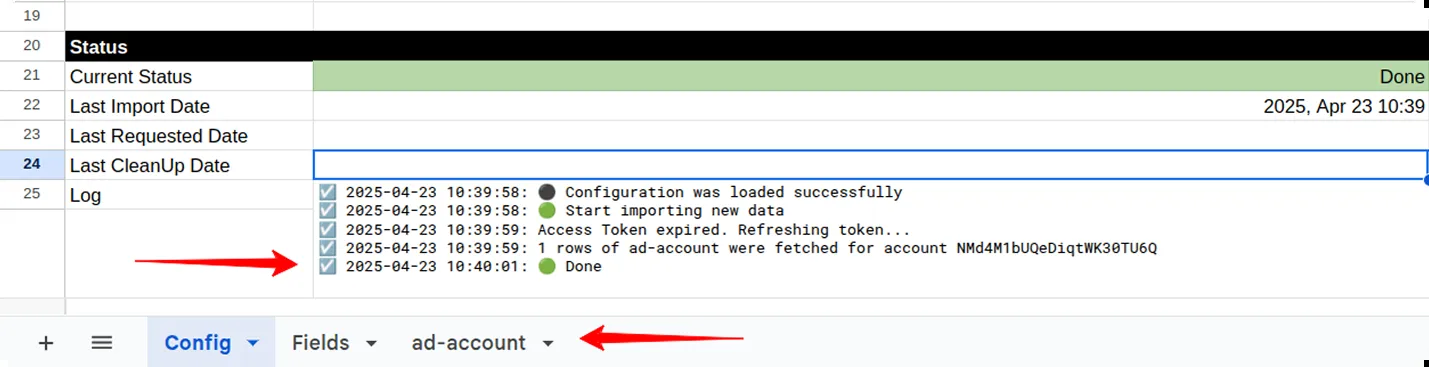 19
20 Status
21 Current Status Done
22 Last Import Date 2025, Apr 23 10:39
23 Last Requested Date
24 Last CleanUp Date
25 Log
☑ 2025-04-23 10:39:58: ⚫ Configuration was loaded successfully
☑ 2025-04-23 10:39:58: 🟢 Start importing new data
☑ 2025-04-23 10:39:59: Access Token expired. Refreshing token...
☑ 2025-04-23 10:39:59: 1 rows of ad-account were fetched for account NMd4M1bUQeDiqtWK30TU6Q
☑ 2025-04-23 10:40:01: 🟢 Done
+ ☰ Config Fields ad-account